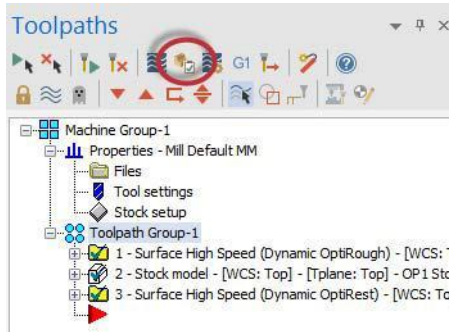 Toolpaths
G1
Machine Group-1
Properties - Mill Default MM
Files
Tool settings
Stock setup
Toolpath Group-1
1 - Surface High Speed (Dynamic OptiRough) - [WCS:
2 - Stock model - [WCS: Top] - [Tplane: Top] - OP1 Sto
3 - Surface High Speed (Dynamic OptiRest) - [WCS: To